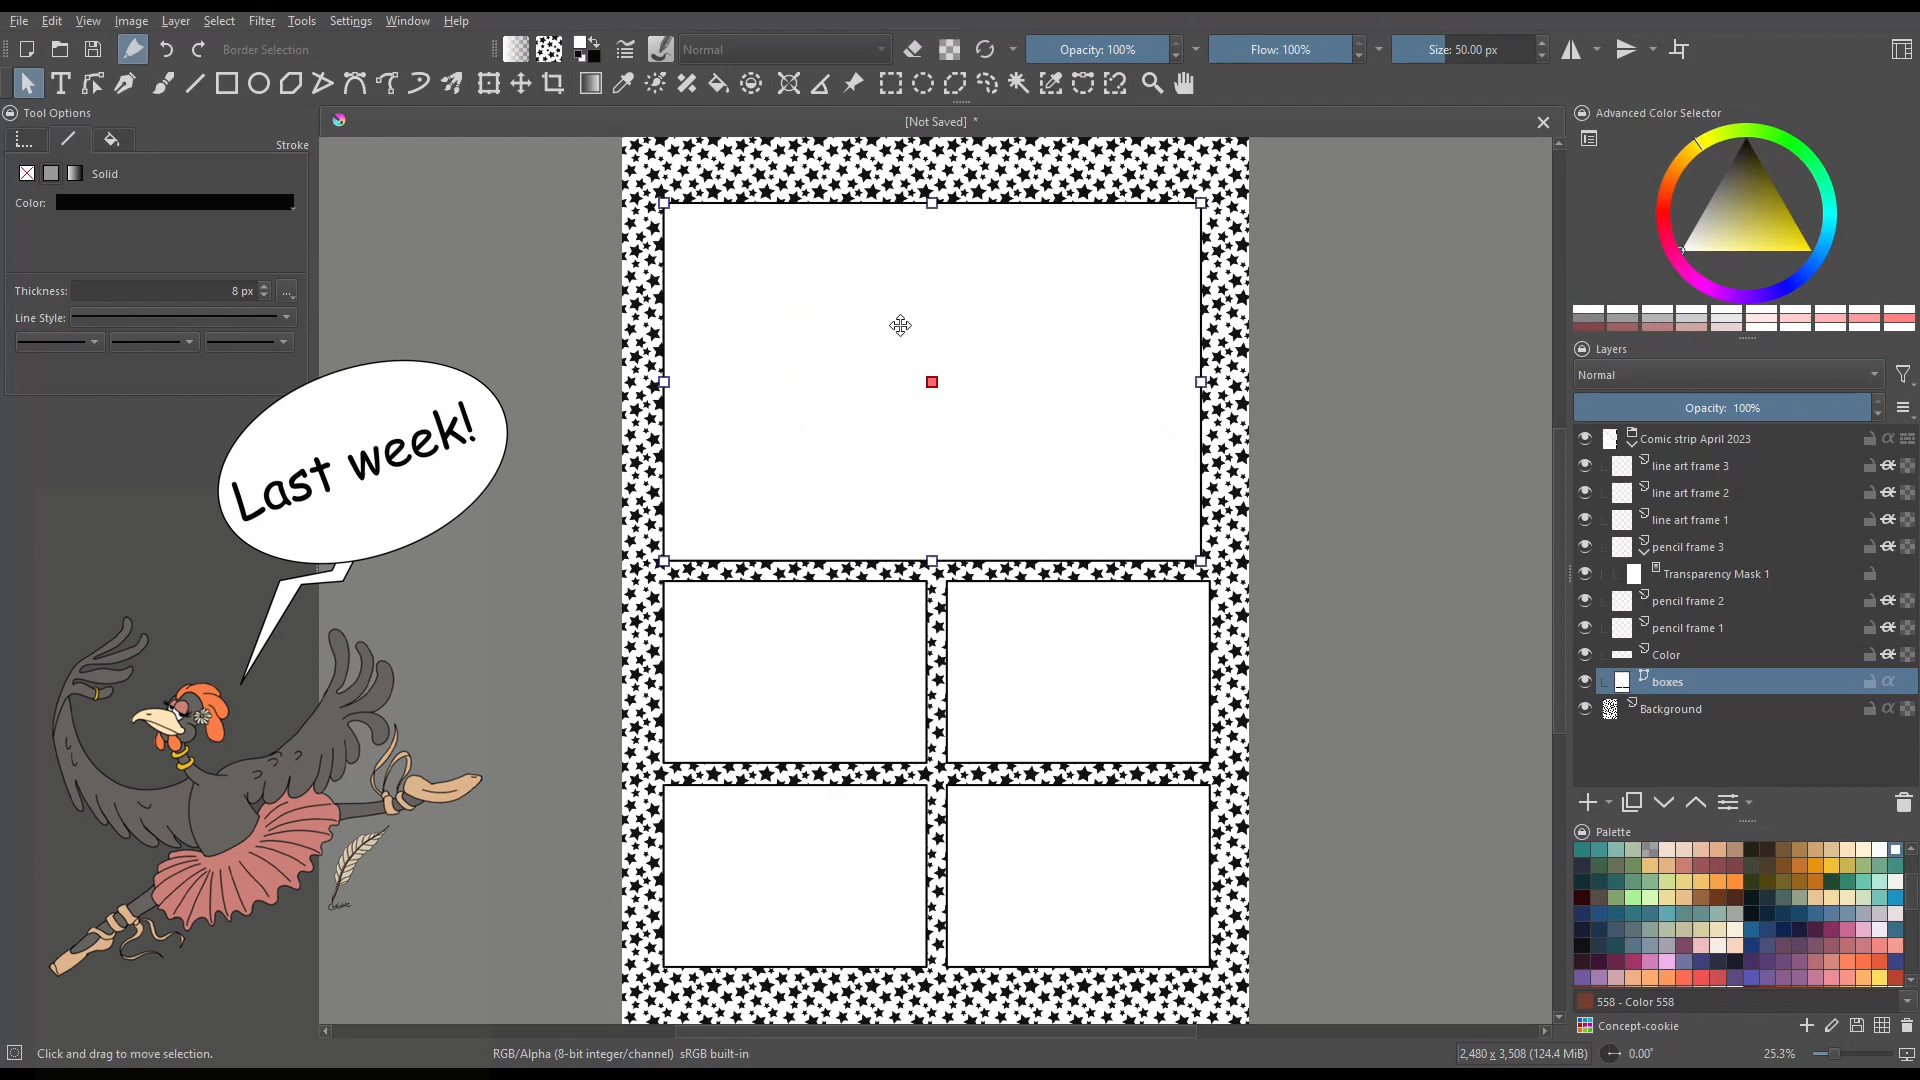 File Edit View Image Layer Select Filter Tools Settings Window Help
Border Selection
Normal
Opacity: 100%
Flow: 100%
Size: 50.00 px
Tool Options
[Not Saved] *
Advanced Color Selector
Stroke
Solid
Color:
Thickness: 8 px ...
Line Style:
Last week!
Layers
Normal
Opacity: 100%
Comic strip April 2023
line art frame 3
line art frame 2
line art frame 1
pencil frame 3
Transparency Mask 1
pencil frame 2
pencil frame 1
Color
boxes
Background
Palette
558 - Color 558
Concept-cookie
Click and drag to move selection.
RGB/Alpha (8-bit integer/channel) sRGB built-in
2,480 x 3,508 (124.4 MiB)
0.00°
25.3%